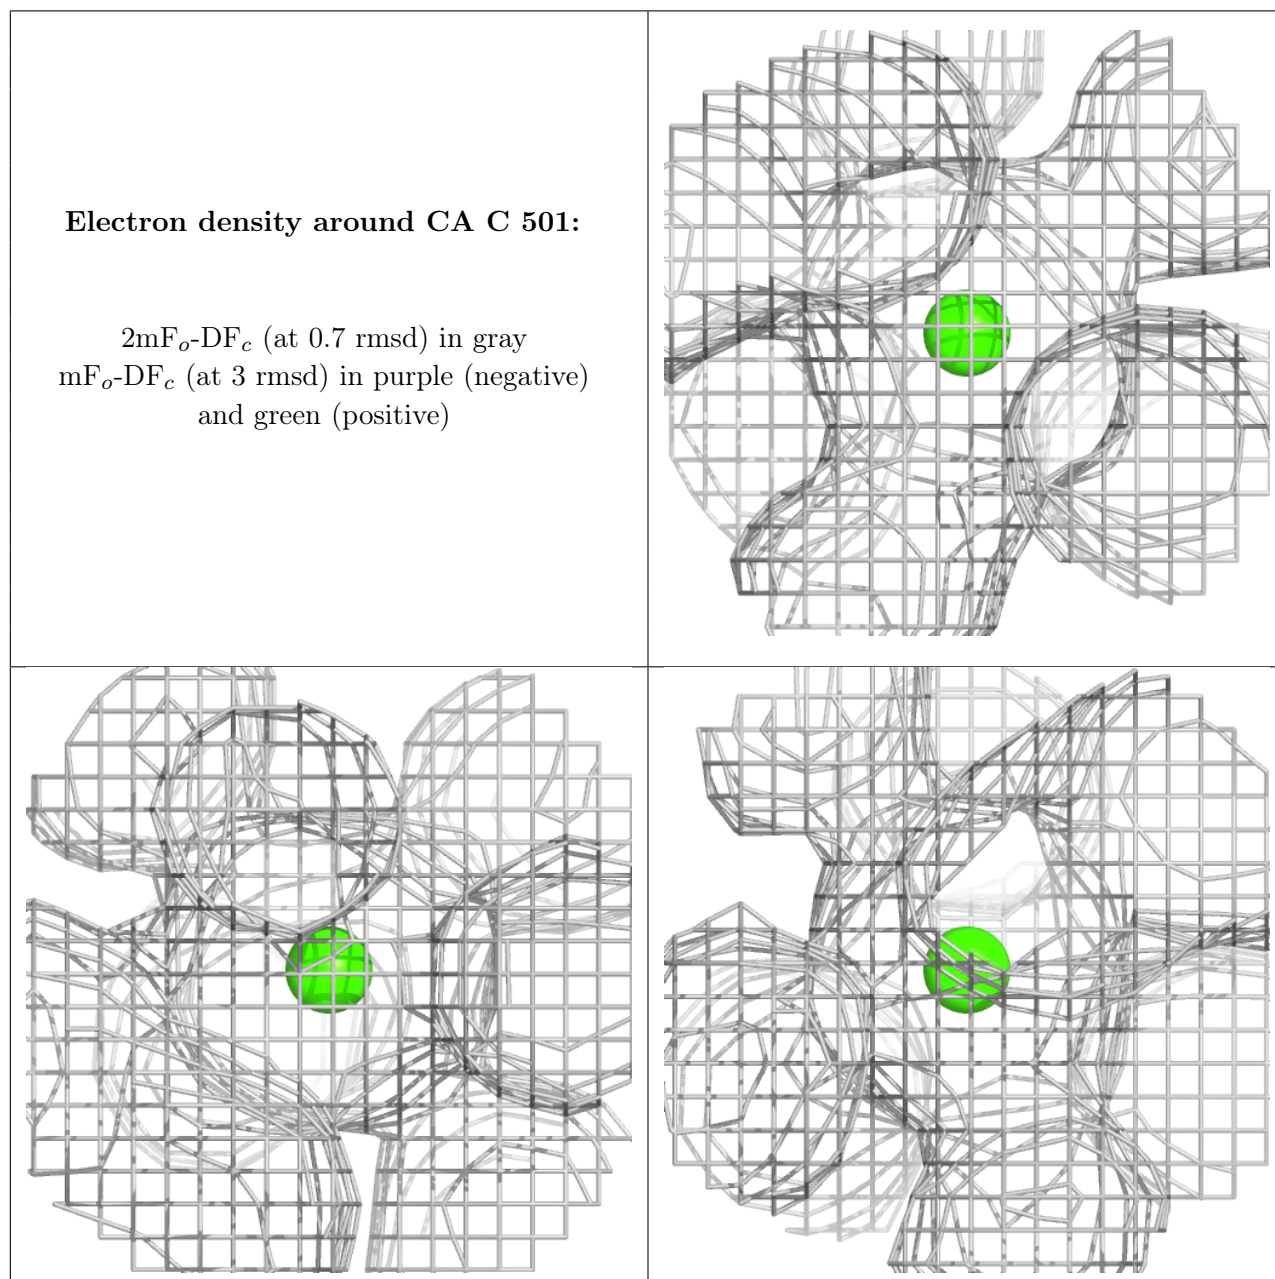 Electron density around CA C 501:
2mFo-DFc (at 0.7 rmsd) in gray
mFo-DFc (at 3 rmsd) in purple (negative)
and green (positive)